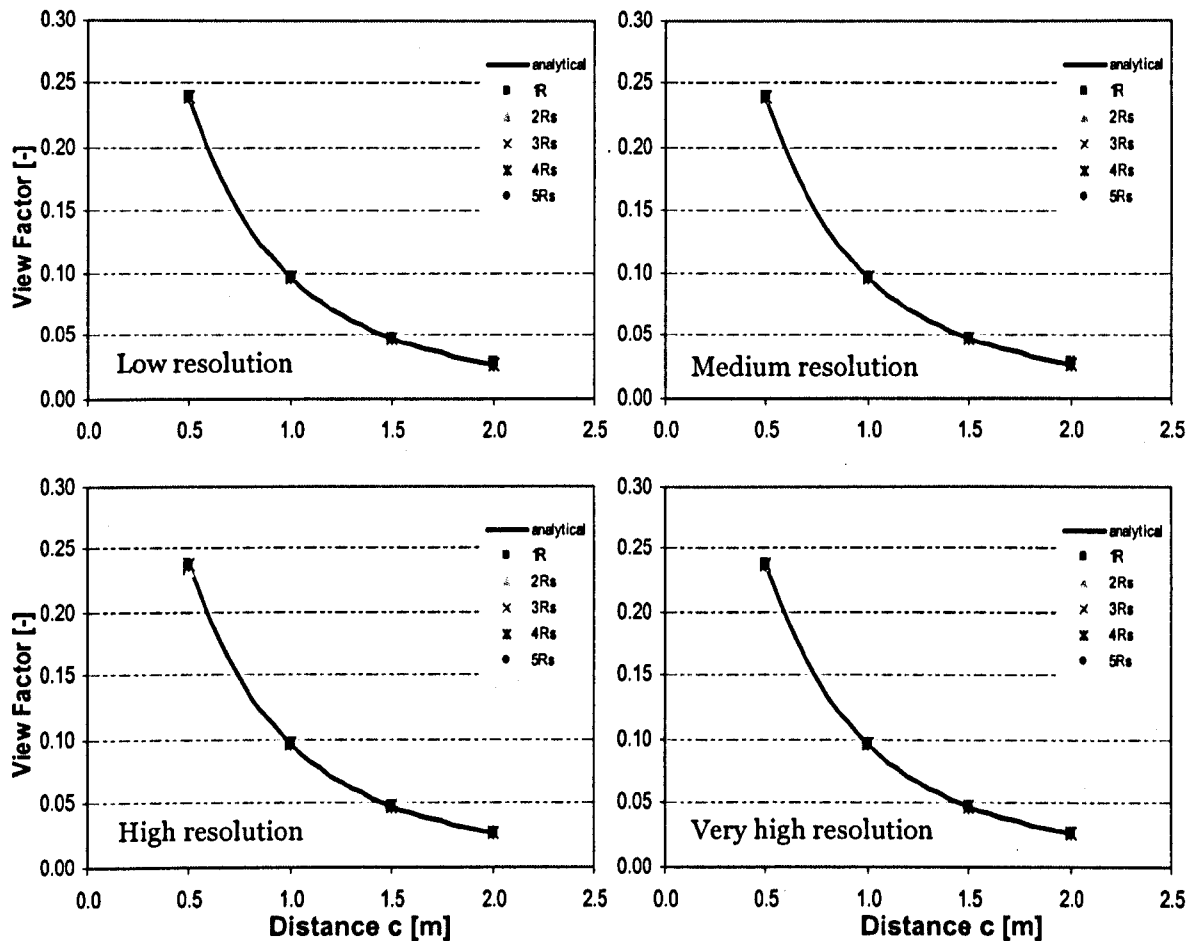 0.30
0.25
0.20
0.15
0.10
0.05
0.00
View Factor [-]
analytical
1R
2Rs
3Rs
4Rs
5Rs
Low resolution
0.0 0.5 1.0 1.5 2.0 2.5
0.30
0.25
0.20
0.15
0.10
0.05
0.00
analytical
1R
2Rs
3Rs
4Rs
5Rs
Medium resolution
0.0 0.5 1.0 1.5 2.0 2.5
0.30
0.25
0.20
0.15
0.10
0.05
0.00
View Factor [-]
analytical
1R
2Rs
3Rs
4Rs
5Rs
High resolution
0.0 0.5 1.0 1.5 2.0 2.5
Distance c [m]
0.30
0.25
0.20
0.15
0.10
0.05
0.00
analytical
1R
2Rs
3Rs
4Rs
5Rs
Very high resolution
0.0 0.5 1.0 1.5 2.0 2.5
Distance c [m]